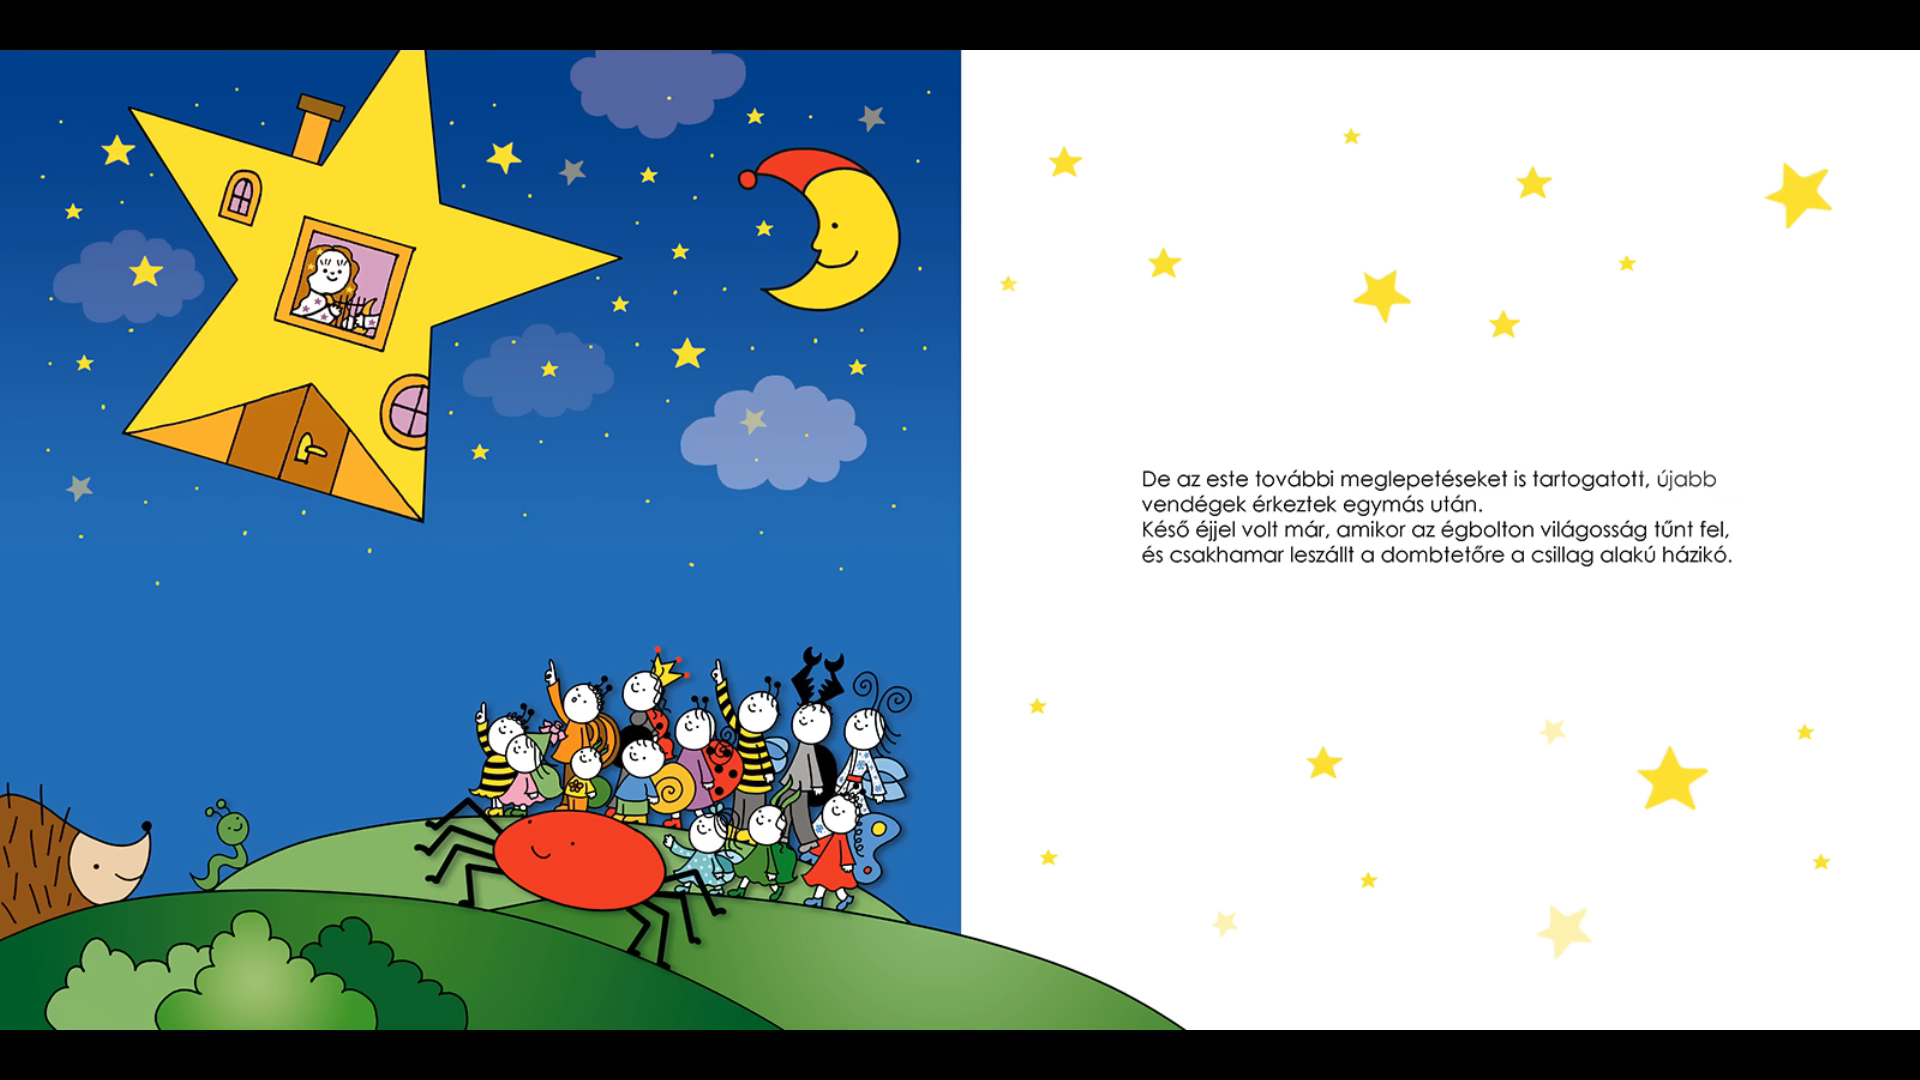 De az este további meglepetéseket is tartogatott, újabb
vendégek érkeztek egymás után.
Késő éjjel volt már, amikor az égbolton világosság tűnt fel,
és csakhamar leszállt a dombtetőre a csillag alakú házikó.